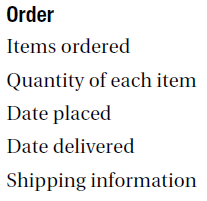 Order
Items ordered
Quantity of each item
Date placed
Date delivered
Shipping information